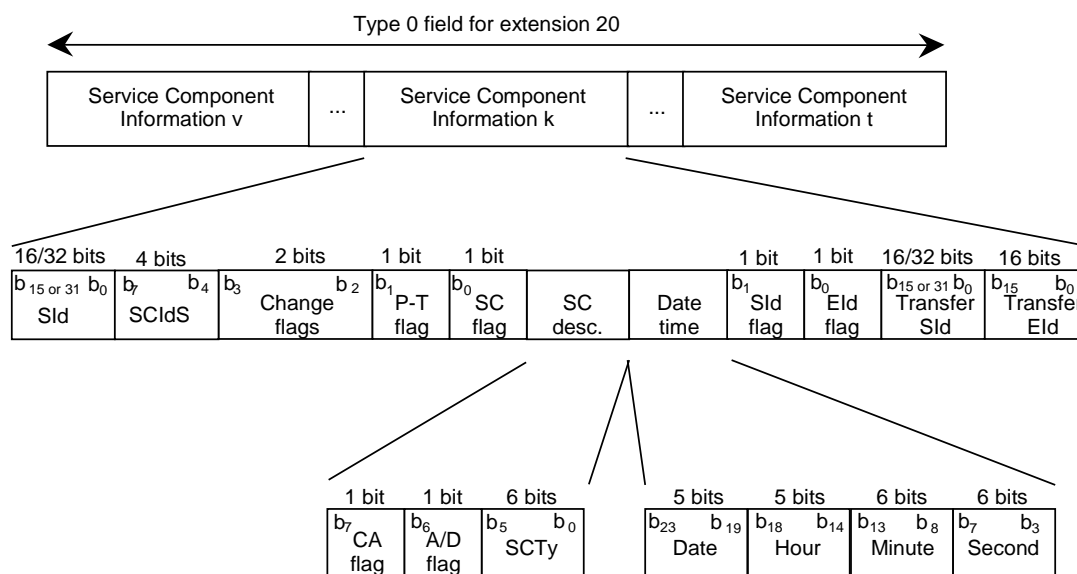 Type 0 field for extension 20
Service Component
Information v
...
Service Component
Information k
...
Service Component
Information t
16/32 bits 4 bits 2 bits 1 bit 1 bit 1 bit 1 bit 16/32 bits 16 bits
b15 or 31 b0
SId
b7 b4
SCIdS
b3 b2
Change
flags
b1
P-T
flag
b0
SC
flag
SC
desc.
Date
time
b1
SId
flag
b0
EId
flag
b15 or 31 b0
Transfer
SId
b15 b0
Transfer
EId
1 bit 1 bit 6 bits 5 bits 5 bits 6 bits 6 bits
b7
CA
flag
b6
A/D
flag
b5 b0
SCTy
b23 b19
Date
b18 b14
Hour
b13 b8
Minute
b7 b3
Second